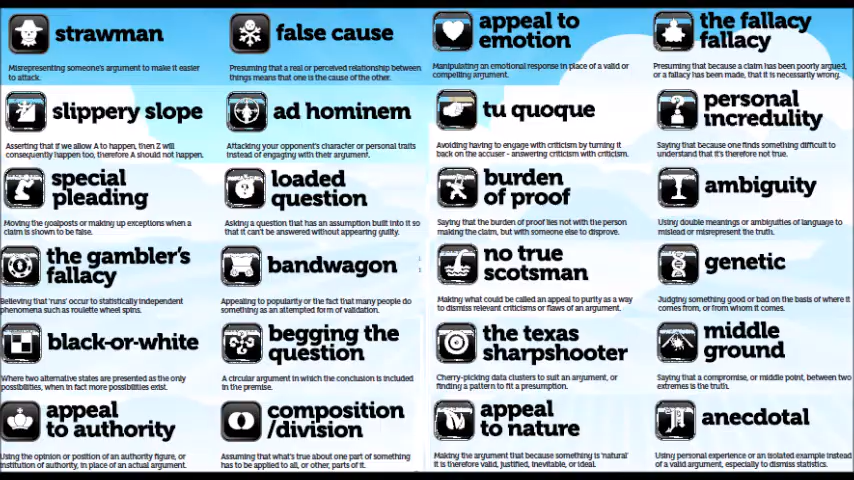 strawman
Misrepresenting someone's argument to make it easier
to attack.
false cause
Presuming that a real or perceived relationship between
things means that one is the cause of the other.
appeal to
emotion
Manipulating an emotional response in place of a valid or
compelling argument.
the fallacy
fallacy
Presuming that because a claim has been poorly argued,
or a fallacy has been made, that it is necessarily wrong.
slippery slope
Asserting that if we allow A to happen, then Z will
consequently happen too, therefore A should not happen.
ad hominem
Attacking your opponent's character or personal traits
instead of engaging with their argument.
tu quoque
Avoiding having to engage with criticism by turning it
back on the accuser - answering criticism with criticism.
personal
incredulity
Saying that because one finds something difficult to
understand that it's therefore not true.
special
pleading
Moving the goalposts or making up exceptions when a
claim is shown to be false.
loaded
question
Asking a question that has an assumption built into it so
that it can't be answered without appearing guilty.
burden
of proof
Saying that the burden of proof lies not with the person
making the claim, but with someone else to disprove.
ambiguity
Using double meanings or ambiguities of language to
mislead or misrepresent the truth.
the gambler's
fallacy
Believing that 'runs' occur to statistically independent
phenomena such as roulette wheel spins.
bandwagon
Appealing to popularity or the fact that many people do
something as an attempted form of validation.
no true
scotsman
Making what could be called an appeal to purity as a way
to dismiss relevant criticisms or flaws of an argument.
genetic
Judging something good or bad on the basis of where it
comes from, or from whom it comes.
black-or-white
Where two alternative states are presented as the only
possibilities, when in fact more possibilities exist.
begging the
question
A circular argument in which the conclusion is included
in the premise.
the texas
sharpshooter
Cherry-picking data clusters to suit an argument, or
finding a pattern to fit a presumption.
middle
ground
Saying that a compromise, or middle point, between two
extremes is the truth.
appeal
to authority
Using the opinion or position of an authority figure, or
institution of authority, in place of an actual argument.
composition
/division
Assuming that what's true about one part of something
has to be applied to all, or other, parts of it.
appeal
to nature
Making the argument that because something is 'natural'
it is therefore valid, justified, inevitable, or ideal.
anecdotal
Using personal experience or an isolated example instead
of a valid argument, especially to dismiss statistics.